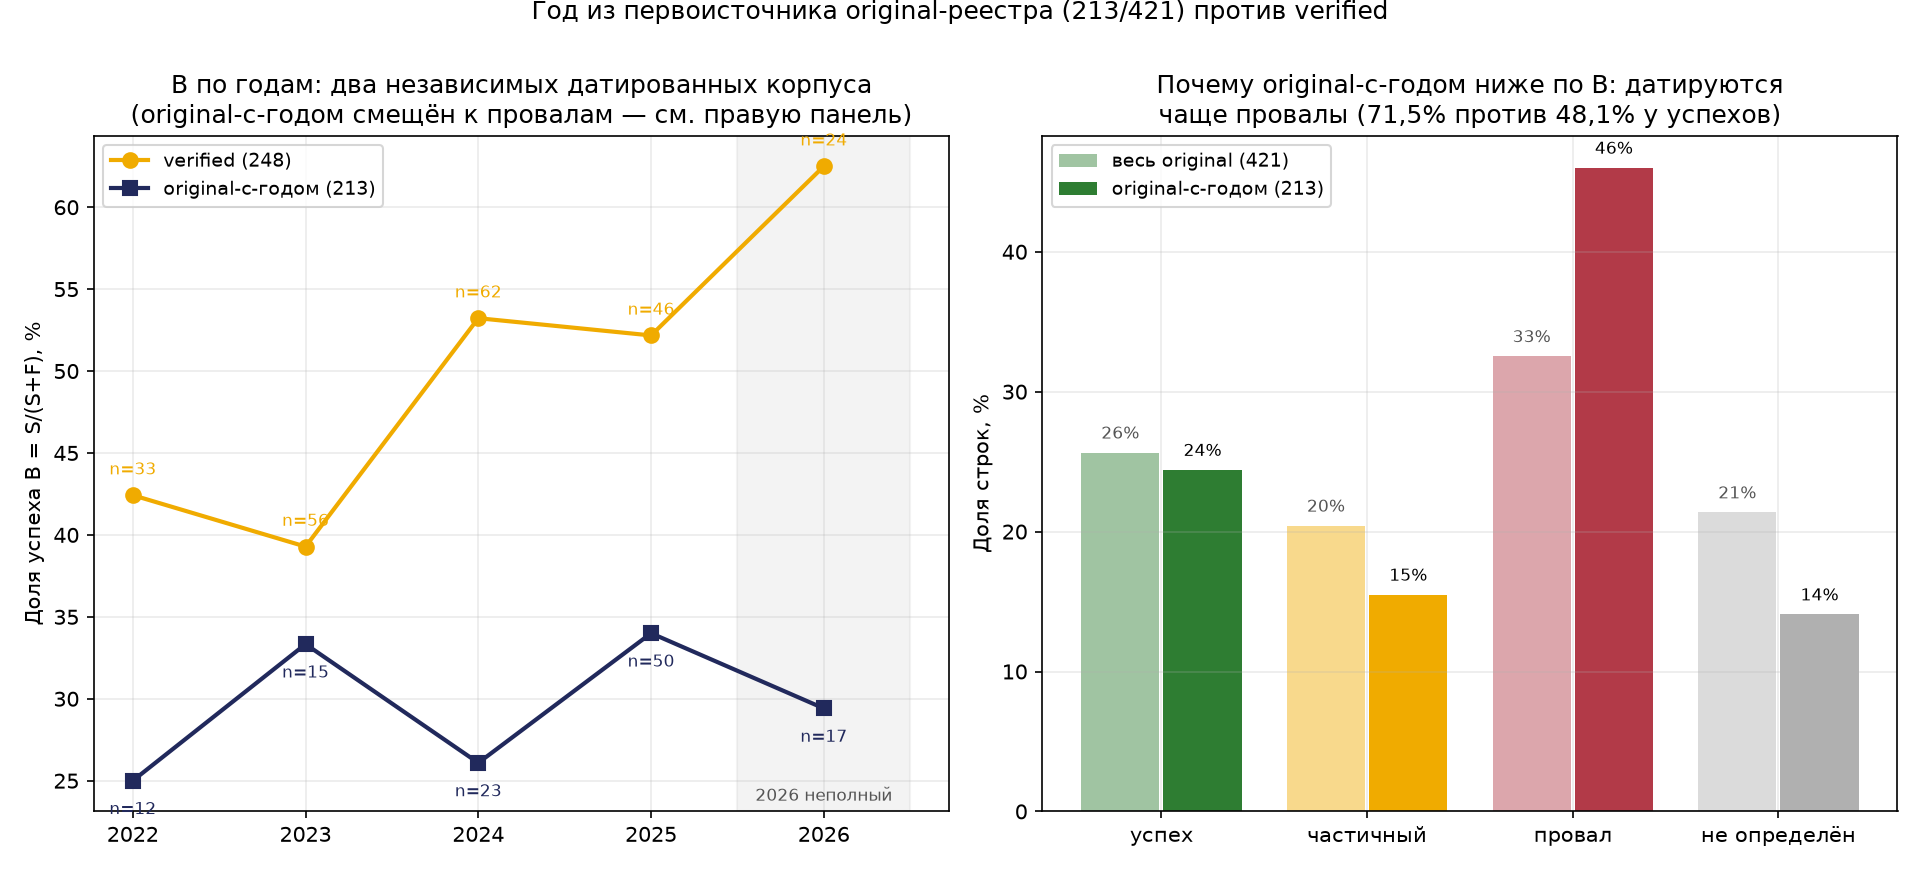 Год из первоисточника original-реестра (213/421) против verified
B по годам: два независимых датированных корпуса
(original-с-годом смещён к провалам — см. правую панель)
verified (248)
original-с-годом (213)
Доля успеха B = S/(S+F), %
60
55
50
45
40
35
30
25
n=33
n=56
n=62
n=46
n=24
n=12
n=15
n=23
n=50
n=17
2026 неполный
2022
2023
2024
2025
2026
Почему original-с-годом ниже по B: датируются
чаще провалы (71,5% против 48,1% у успехов)
весь original (421)
original-с-годом (213)
Доля строк, %
40
30
20
10
0
26%
24%
20%
15%
33%
46%
21%
14%
успех
частичный
провал
не определён